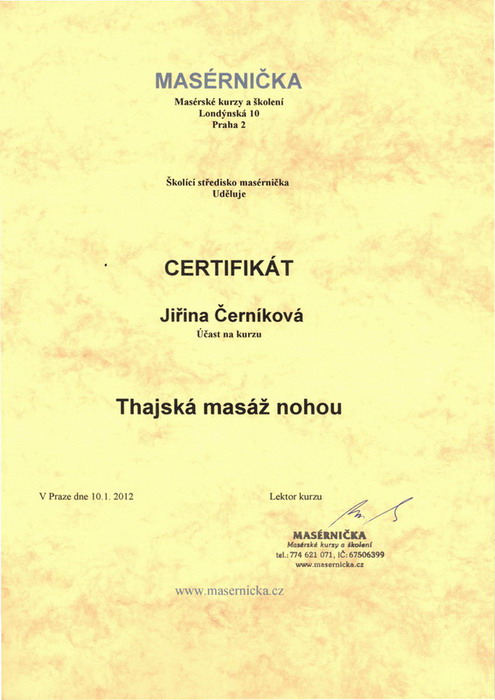 MASÉRNIČKA
Masérské kurzy a školení
Londýnská 10
Praha 2
Školící středisko masérnička
Uděluje
CERTIFIKÁT
Jiřina Černíková
Účast na kurzu
Thajská masáž nohou
V Praze dne 10.1. 2012
Lektor kurzu
MASÉRNIČKA
Masérské kurzy a školení
tel.: 774 621 071, IČ: 67506399
www.masernicka.cz
www.masernicka.cz